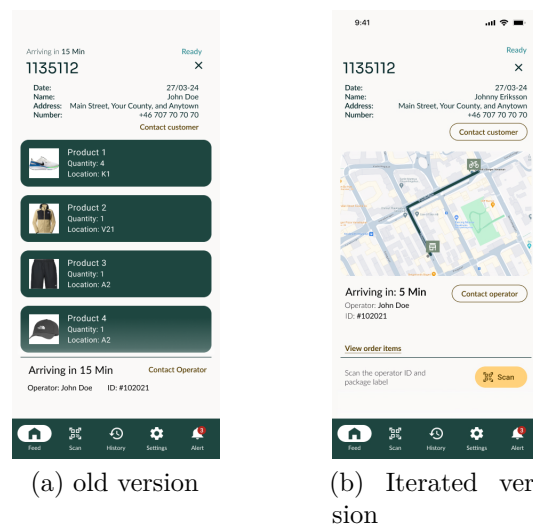 Arriving in 15 Min Ready
1135112 ×
Date: 27/03-24
Name: John Doe
Address: Main Street, Your County, and Anytown
Number: +46 707 70 70 70
Contact customer
Product 1
Quantity: 4
Location: K1
Product 2
Quantity: 1
Location: V21
Product 3
Quantity: 1
Location: A2
Product 4
Quantity: 1
Location: A2
Arriving in 15 Min Contact Operator
Operator: John Doe ID: #102021
3
Feed Scan History Settings Alert
(a) old version
9:41
Ready
1135112 ×
Date: 27/03-24
Name: Johnny Eriksson
Address: Main Street, Your County, and Anytown
Number: +46 707 70 70 70
Contact customer
Arriving in: 5 Min Contact operator
Operator: John Doe
ID: #102021
View order items
Scan the operator ID and
package label
Scan
3
Feed Scan History Settings Alert
(b) Iterated ver
sion